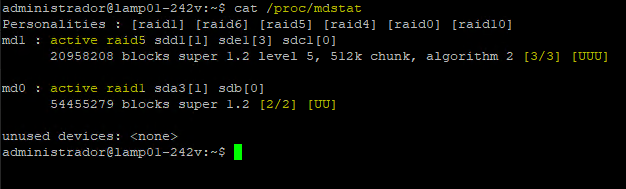 administrador@lamp01-242v:~$ cat /proc/mdstat
Personalities : [raid1] [raid6] [raid5] [raid4] [raid0] [raid10]
md1 : active raid5 sdd1[1] sde1[3] sdc1[0]
      20958208 blocks super 1.2 level 5, 512k chunk, algorithm 2 [3/3] [UUU]
md0 : active raid1 sda3[1] sdb[0]
      54455279 blocks super 1.2 [2/2] [UU]
unused devices: <none>
administrador@lamp01-242v:~$